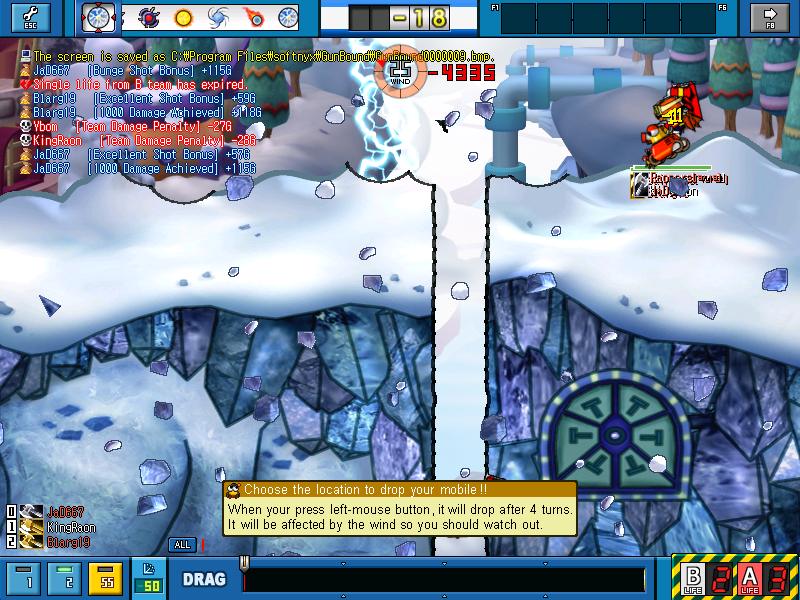 ESC
-18
F1
F6
F8
The screen is saved as C:₩Program Files₩softnyx₩GunBound₩GunBound0000009.bmp.
JaD667 [Bunge Shot Bonus] +115G
Single life from B team has expired.
Blarg19 [Excellent Shot Bonus] +59G
Blarg19 [1000 Damage Achieved] +118G
Ybom [Team Damage Penalty] -27G
KingRaon [Team Damage Penalty] -28G
JaD667 [Excellent Shot Bonus] +57G
JaD667 [1000 Damage Achieved] +115G
25
WIND
-4335
Choose the location to drop your mobile!!
When your press left-mouse button, it will drop after 4 turns.
It will be affected by the wind so you should watch out.
0 JaD667
1 KingRaon
2 Blarg19
ALL
1
2
SS
-50
DRAG
B LIFE 2
A LIFE 3